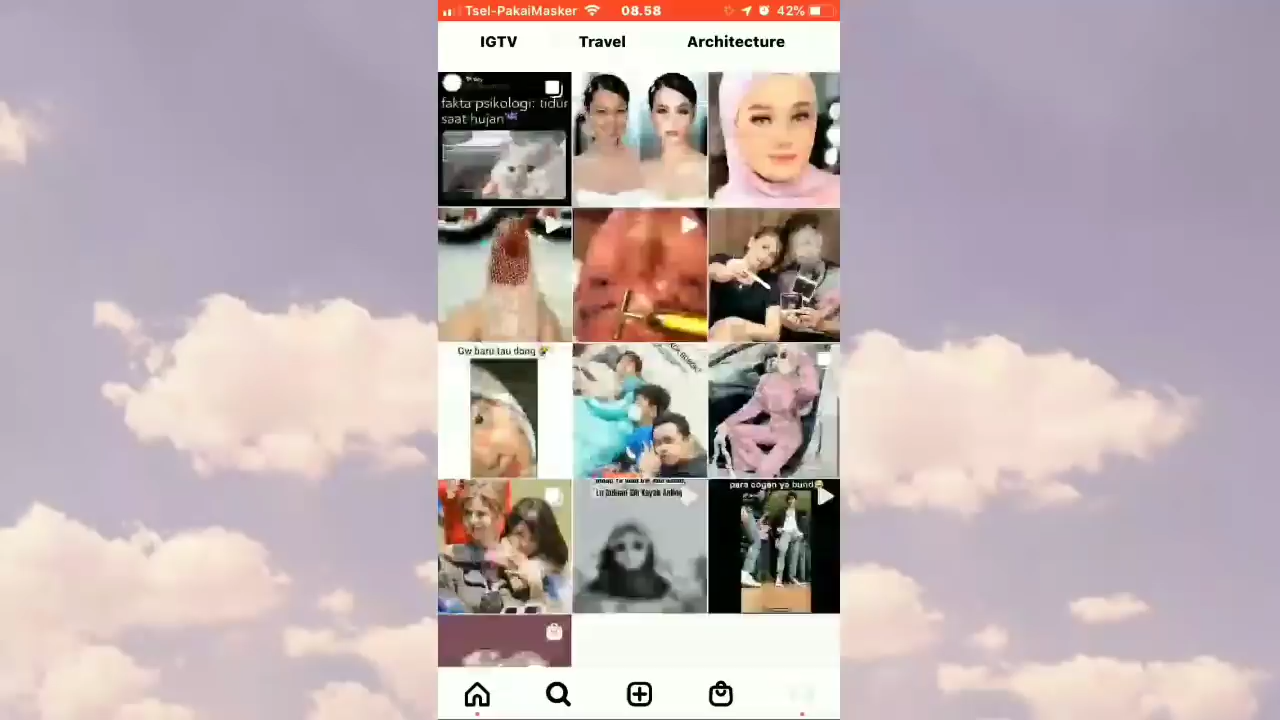 Tsel-PakaiMasker 08.58 42%
IGTV Travel Architecture
fakta psikologi: tidur
saat hujan
Gw baru tau dong
para cogan ya bund